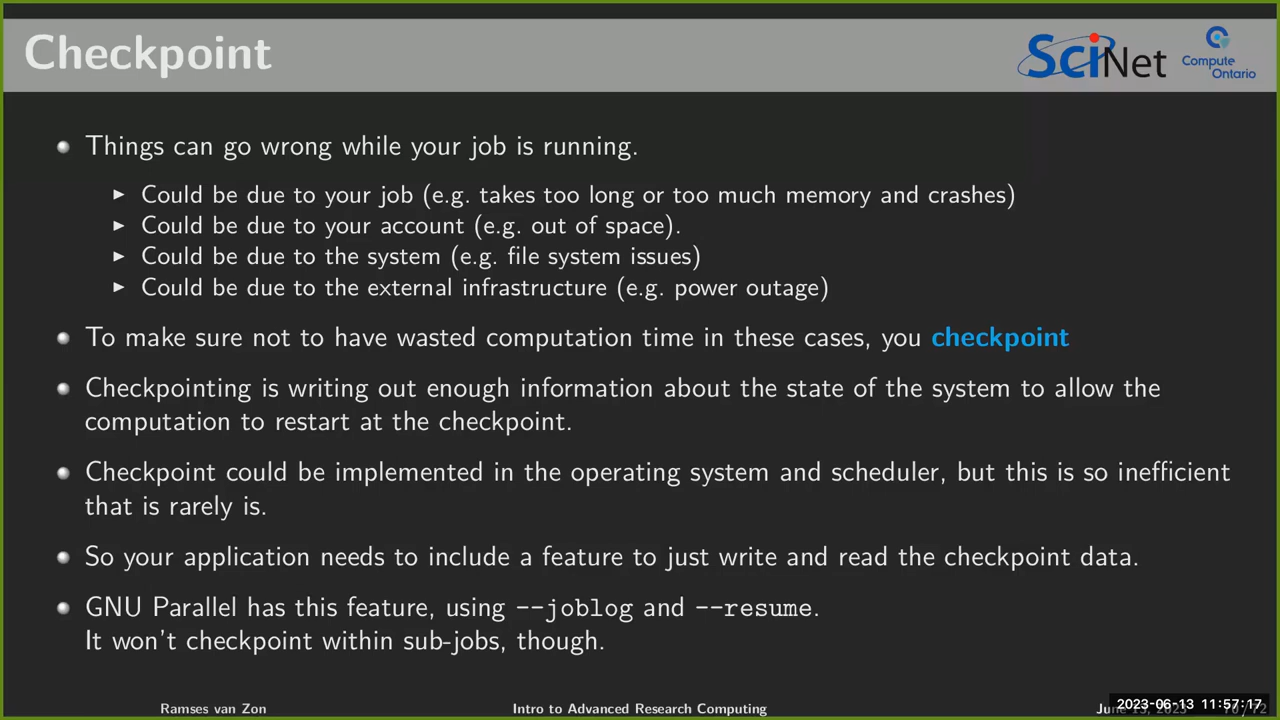 Checkpoint
SciNet
Compute
Ontario
Things can go wrong while your job is running.
Could be due to your job (e.g. takes too long or too much memory and crashes)
Could be due to your account (e.g. out of space).
Could be due to the system (e.g. file system issues)
Could be due to the external infrastructure (e.g. power outage)
To make sure not to have wasted computation time in these cases, you checkpoint
Checkpointing is writing out enough information about the state of the system to allow the
computation to restart at the checkpoint.
Checkpoint could be implemented in the operating system and scheduler, but this is so inefficient
that is rarely is.
So your application needs to include a feature to just write and read the checkpoint data.
GNU Parallel has this feature, using --joblog and --resume.
It won't checkpoint within sub-jobs, though.
Ramses van Zon
Intro to Advanced Research Computing
2023-06-13 11:57:17